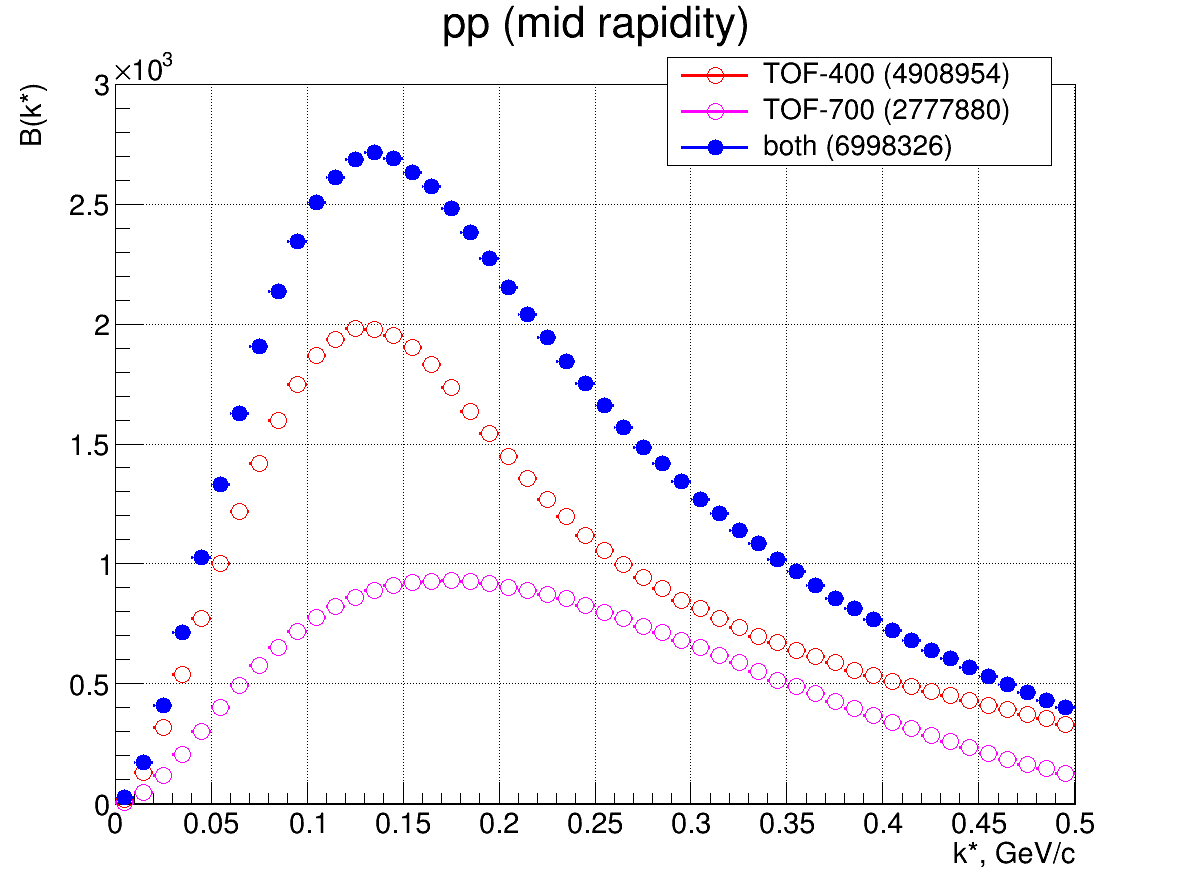 pp (mid rapidity)
×10³
B(k*)
TOF-400 (4908954)
TOF-700 (2777880)
both (6998326)
3
2.5
2
1.5
1
0.5
0
0 0.05 0.1 0.15 0.2 0.25 0.3 0.35 0.4 0.45 0.5
k*, GeV/c